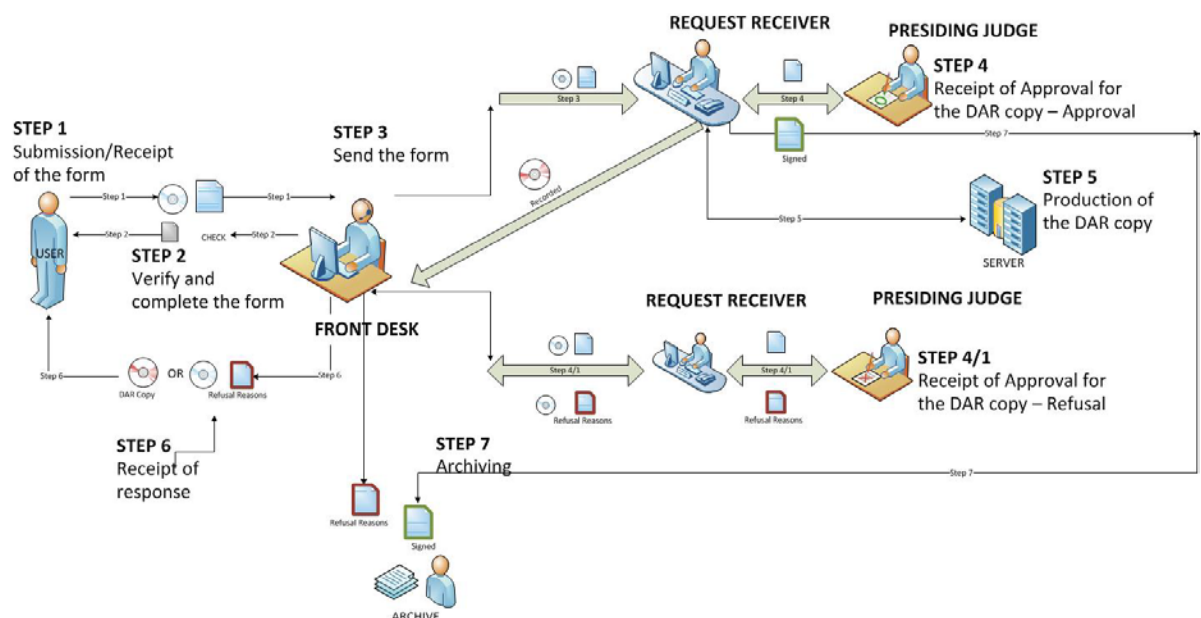 REQUEST RECEIVER
PRESIDING JUDGE
STEP 4
Receipt of Approval for
the DAR copy – Approval
Step 3
Step 4
Signed
Step 7
STEP 1
Submission/Receipt
of the form
STEP 3
Send the form
Step 1
Step 1
Recorded
STEP 5
Production of
the DAR copy
Step 5
SERVER
USER
Step 2
CHECK
Step 2
STEP 2
Verify and
complete the form
FRONT DESK
REQUEST RECEIVER
PRESIDING JUDGE
STEP 4/1
Receipt of Approval for
the DAR copy – Refusal
Step 4/1
Step 4/1
Refusal Reasons
Refusal Reasons
Step 6
OR
Step 6
DAR Copy
Refusal Reasons
STEP 6
Receipt of
response
STEP 7
Archiving
Step 7
Refusal Reasons
Signed
ARCHIVE